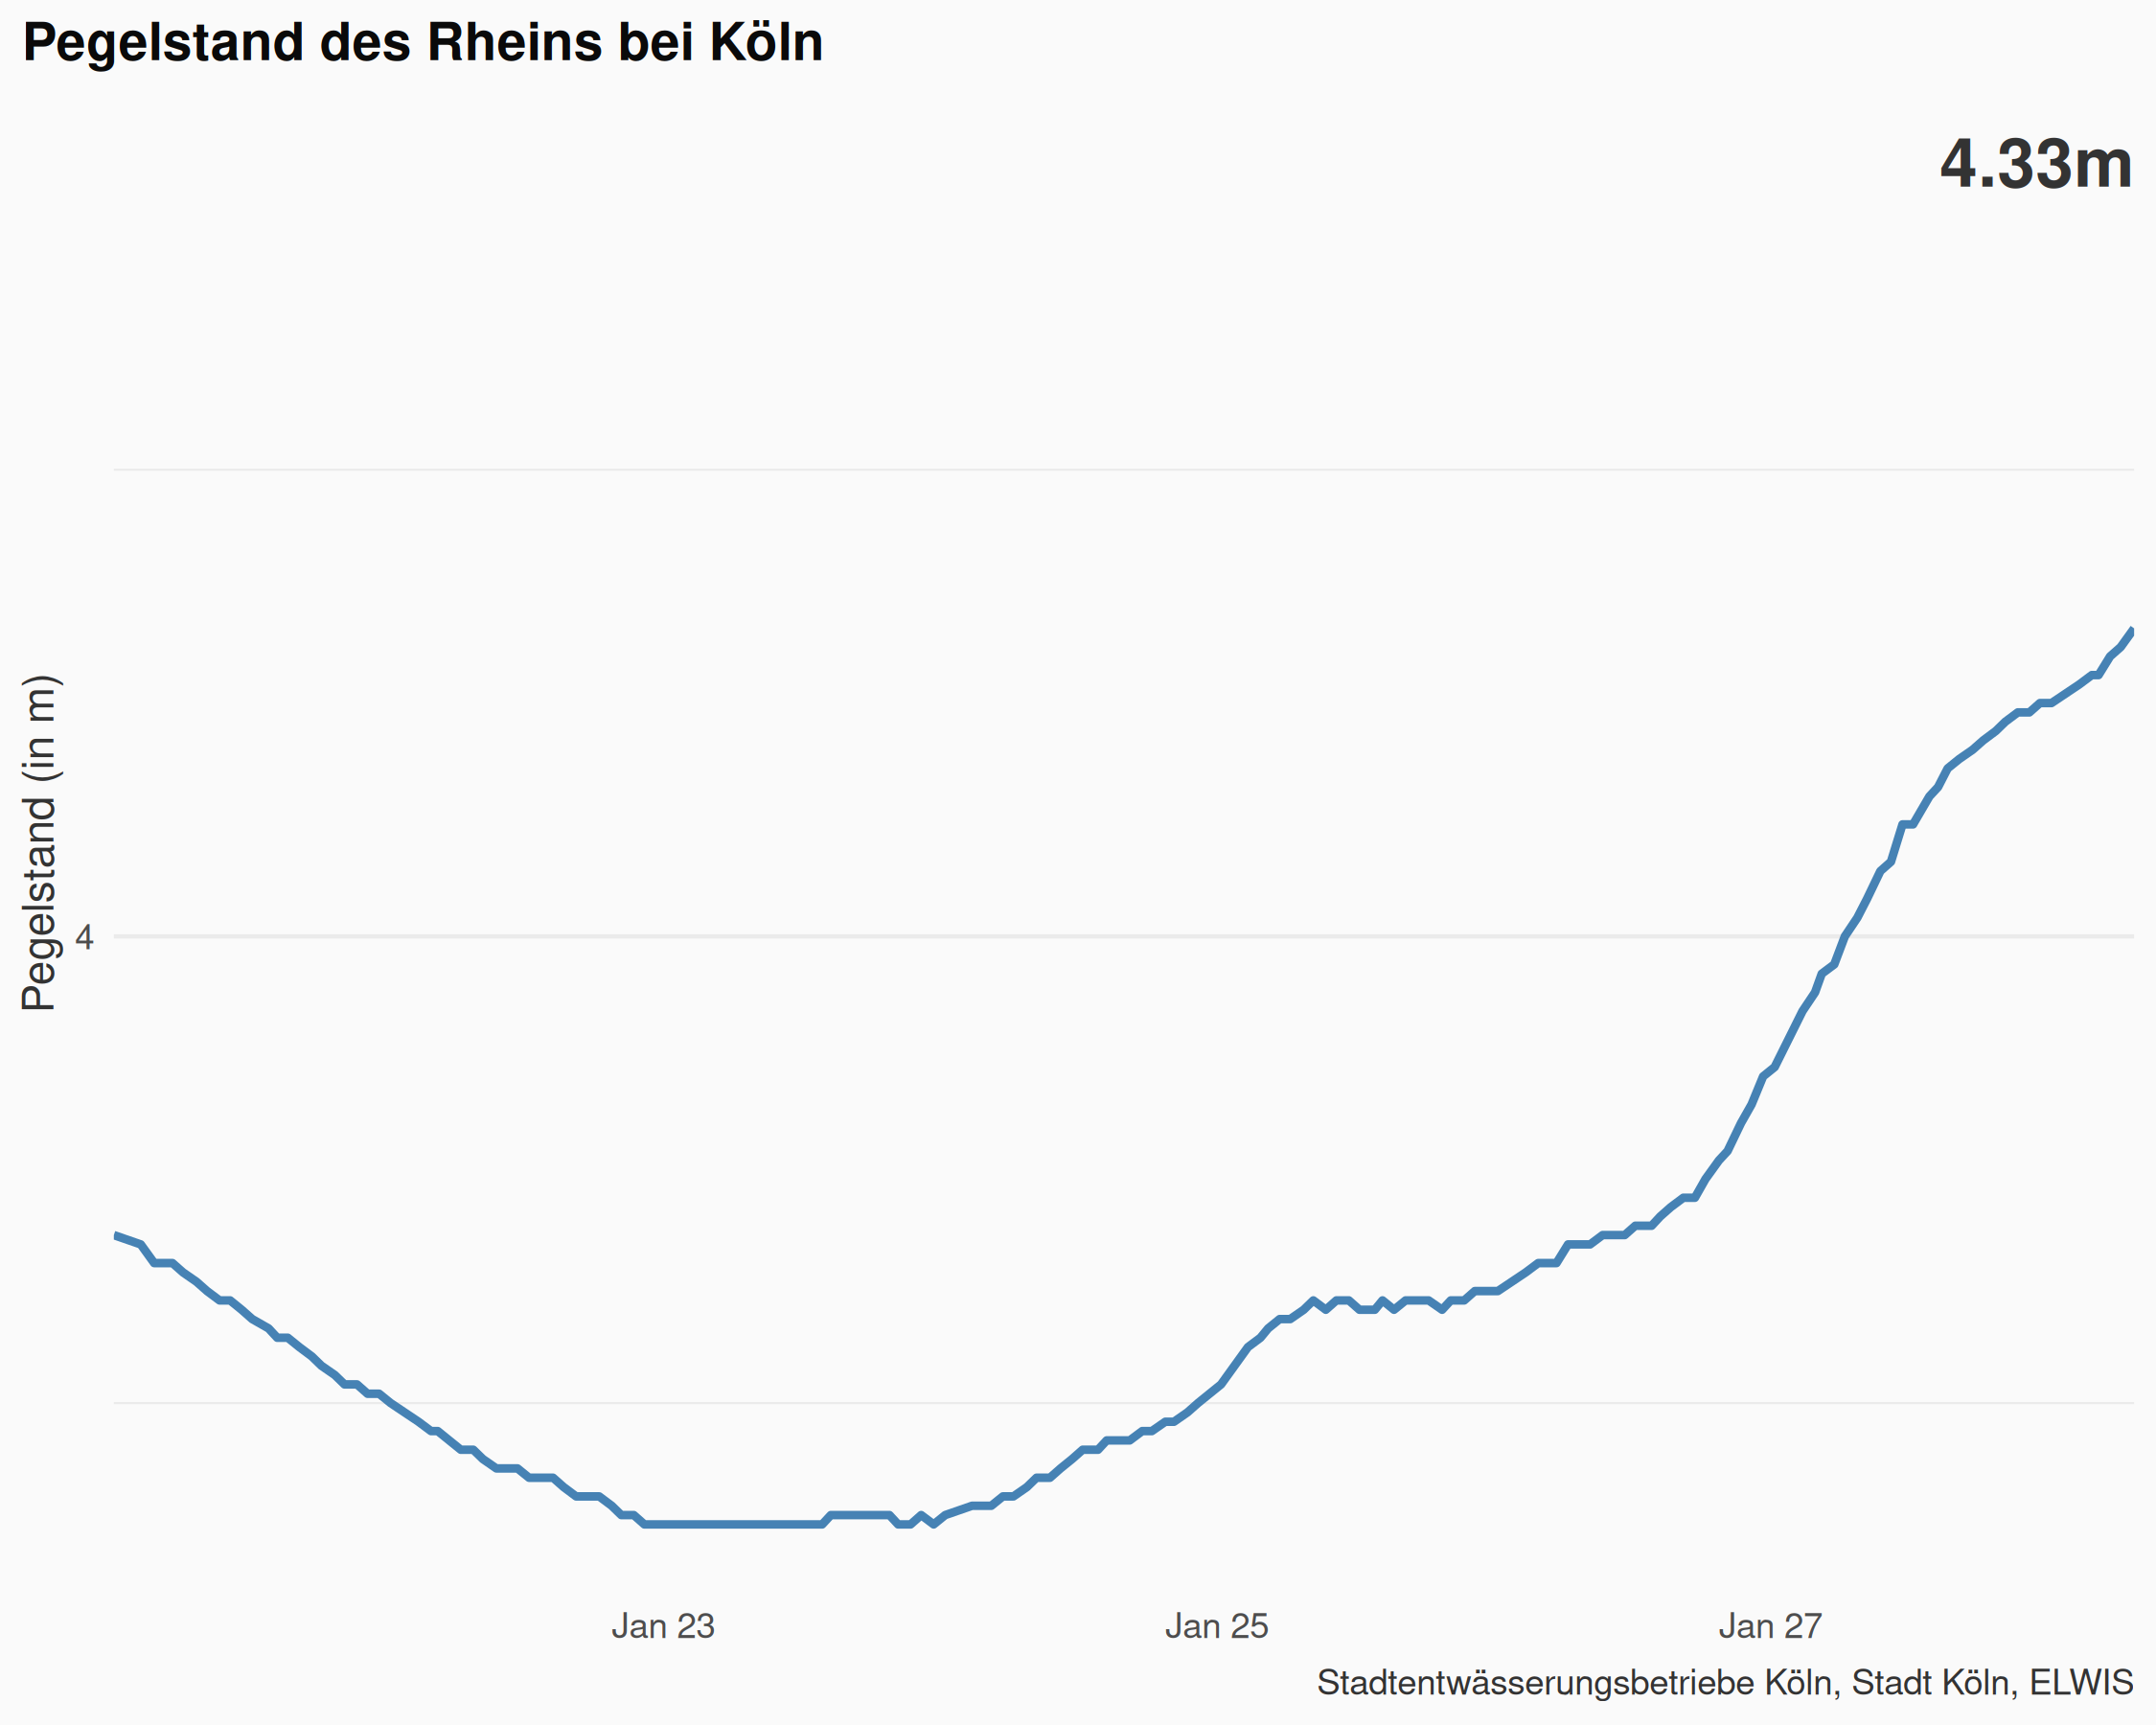 Pegelstand des Rheins bei Köln
4.33m
Pegelstand (in m)
4
Jan 23
Jan 25
Jan 27
Stadtentwässerungsbetriebe Köln, Stadt Köln, ELWIS